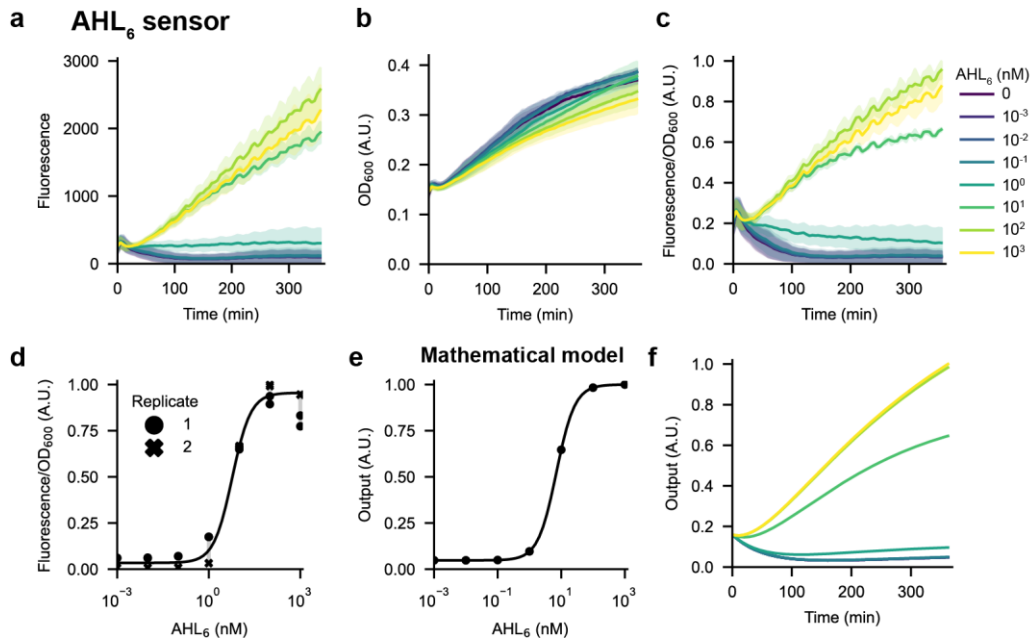 a AHL₆ sensor
b
c
3000
2000
1000
0
Fluorescence
0 100 200 300
Time (min)
0.4
0.3
0.2
0.1
0.0
OD₆₀₀ (A.U.)
0 100 200 300
Time (min)
1.0
0.8
0.6
0.4
0.2
0.0
Fluorescence/OD₆₀₀ (A.U.)
0 100 200 300
Time (min)
AHL₆ (nM)
0
10⁻³
10⁻²
10⁻¹
10⁰
10¹
10²
10³
d
1.00
0.75
0.50
0.25
0.00
Fluorescence/OD₆₀₀ (A.U.)
Replicate
1
2
10⁻³ 10⁰ 10³
AHL₆ (nM)
e Mathematical model
1.00
0.75
0.50
0.25
0.00
Output (A.U.)
10⁻³ 10⁻¹ 10¹ 10³
AHL₆ (nM)
f
1.0
0.8
0.6
0.4
0.2
0.0
Output (A.U.)
0 100 200 300
Time (min)